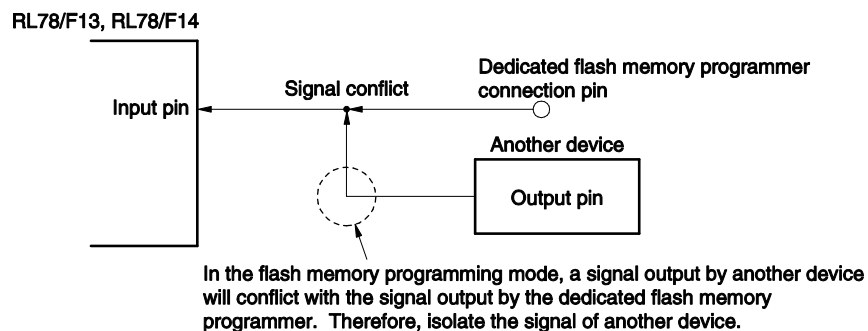 RL78/F13, RL78/F14
Dedicated flash memory programmer
connection pin
Signal conflict
Input pin
Another device
Output pin
In the flash memory programming mode, a signal output by another device
will conflict with the signal output by the dedicated flash memory
programmer.  Therefore, isolate the signal of another device.